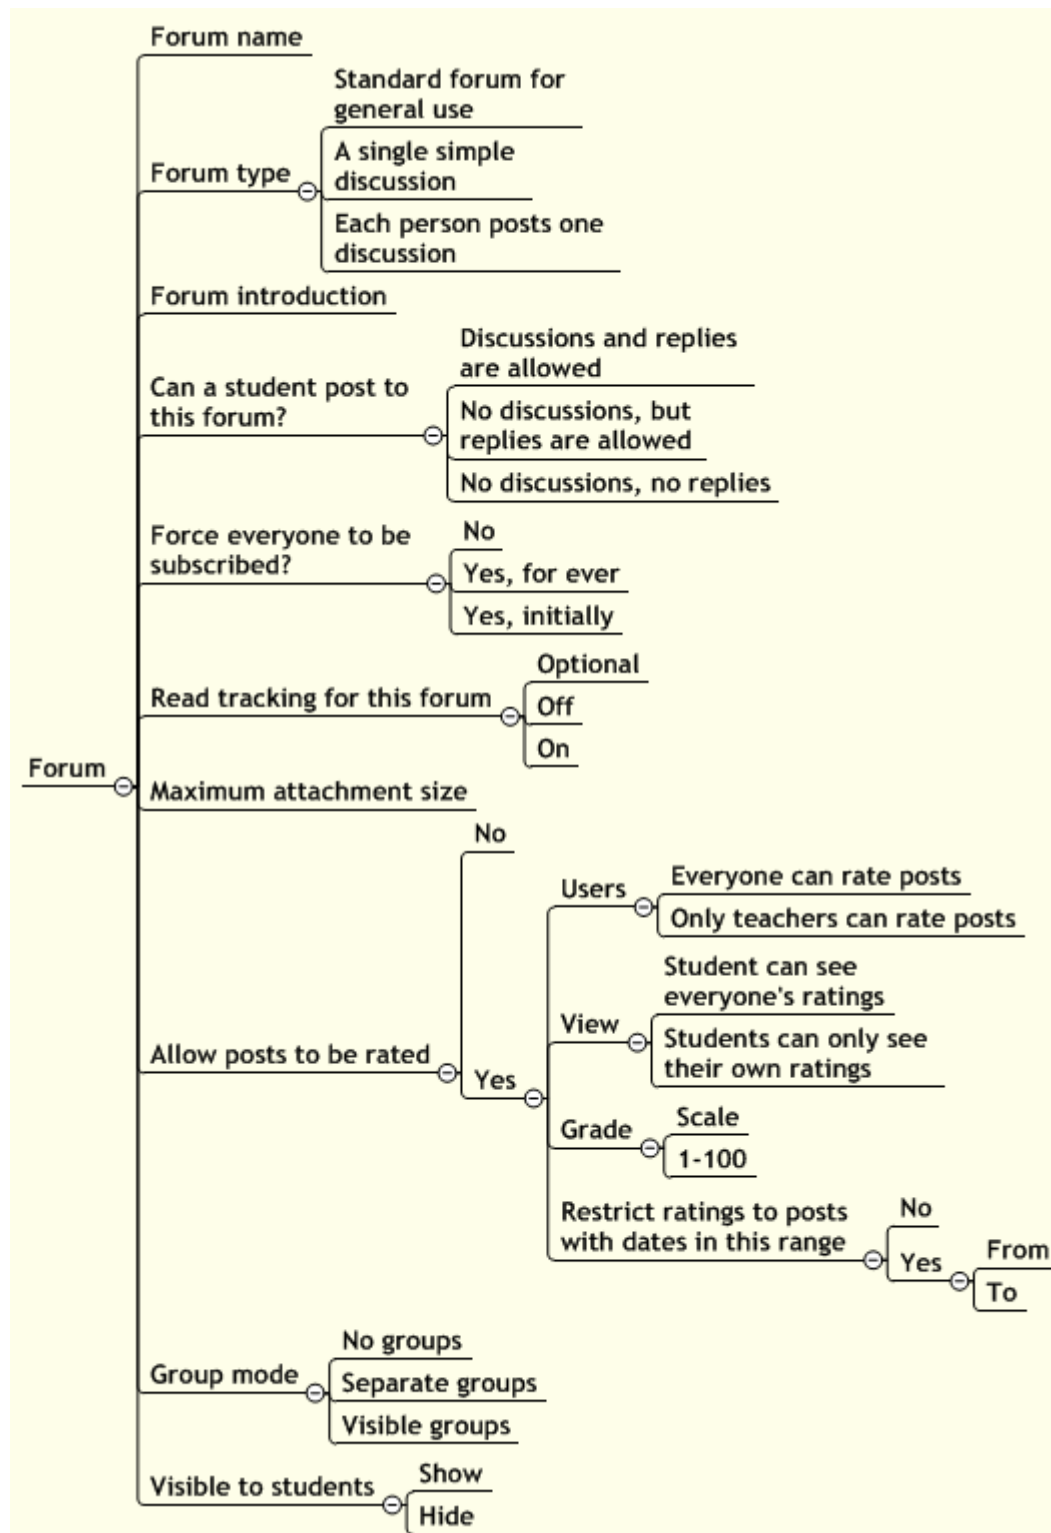 Forum name
Standard forum for
general use
Forum type
A single simple
discussion
Each person posts one
discussion
Forum introduction
Discussions and replies
are allowed
Can a student post to
this forum?
No discussions, but
replies are allowed
No discussions, no replies
Force everyone to be
subscribed?
No
Yes, for ever
Yes, initially
Read tracking for this forum
Optional
Off
On
Forum
Maximum attachment size
Allow posts to be rated
No
Yes
Users
Everyone can rate posts
Only teachers can rate posts
View
Student can see
everyone's ratings
Students can only see
their own ratings
Grade
Scale
1-100
Restrict ratings to posts
with dates in this range
No
Yes
From
To
Group mode
No groups
Separate groups
Visible groups
Visible to students
Show
Hide